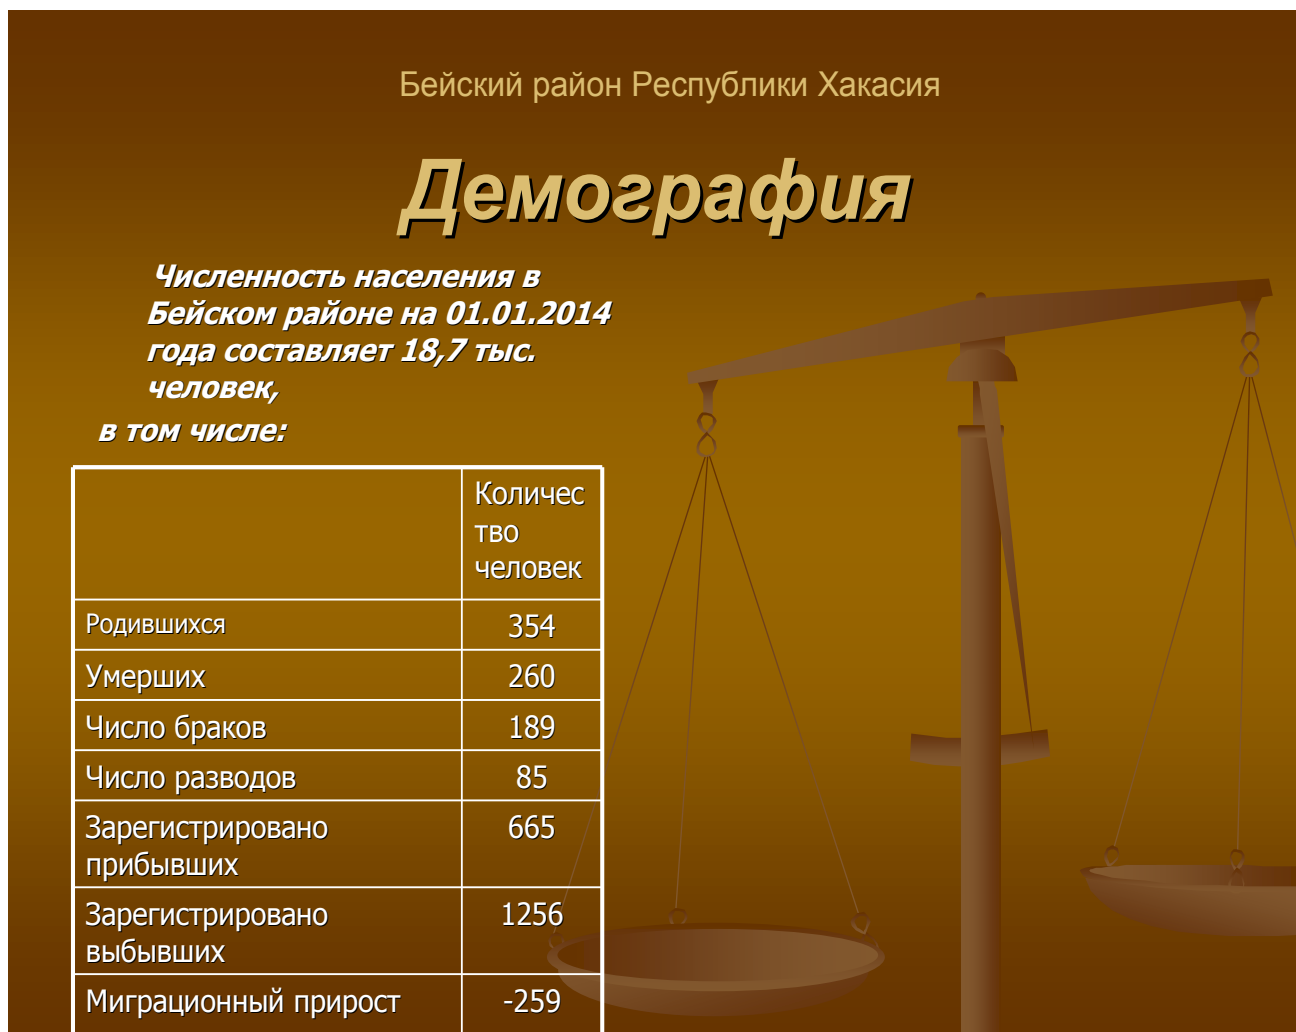 Бейский район Республики Хакасия
Демография
Численность населения в
Бейском районе на 01.01.2014
года составляет 18,7 тыс.
человек,
в том числе:
Количес
тво
человек
Родившихся 354
Умерших 260
Число браков 189
Число разводов 85
Зарегистрировано 665
прибывших
Зарегистрировано 1256
выбывших
Миграционный прирост -259